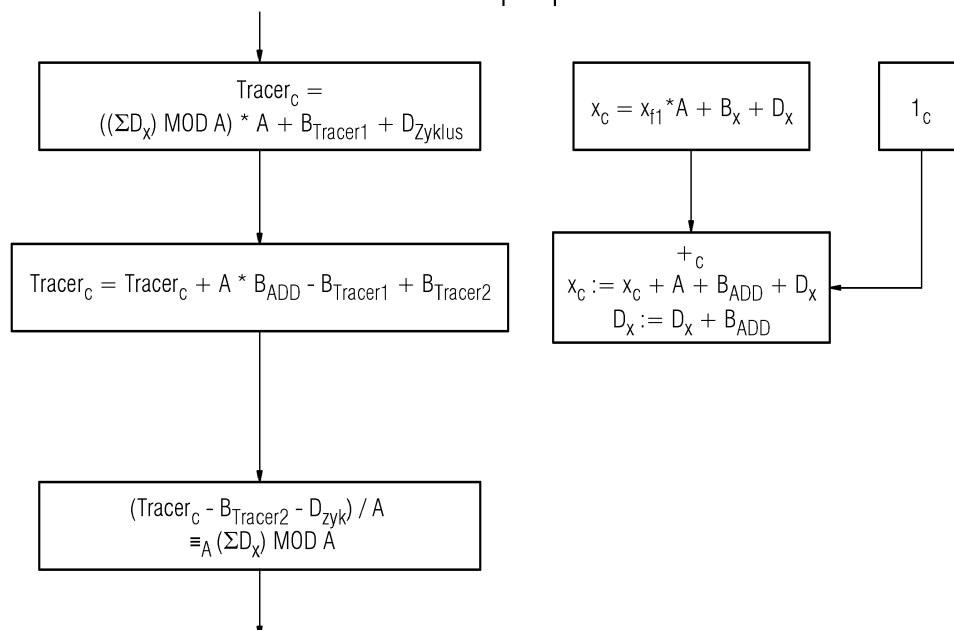 Tracer_c =
((ΣD_x) MOD A) * A + B_Tracer1 + D_Zyklus
x_c = x_f1*A + B_x + D_x
1_c
Tracer_c = Tracer_c + A * B_ADD - B_Tracer1 + B_Tracer2
+_c
x_c := x_c + A + B_ADD + D_x
D_x := D_x + B_ADD
(Tracer_c - B_Tracer2 - D_zyk) / A
≡_A (ΣD_x) MOD A